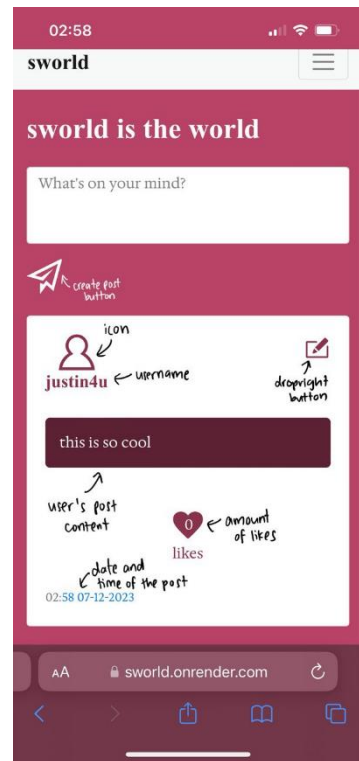 02:58
sworld
sworld is the world
What's on your mind?
create post
button
icon
justin4u
username
dropright
button
this is so cool
user's post
content
0
amount
of likes
likes
date and
time of the post
02:58 07-12-2023
AA
sworld.onrender.com